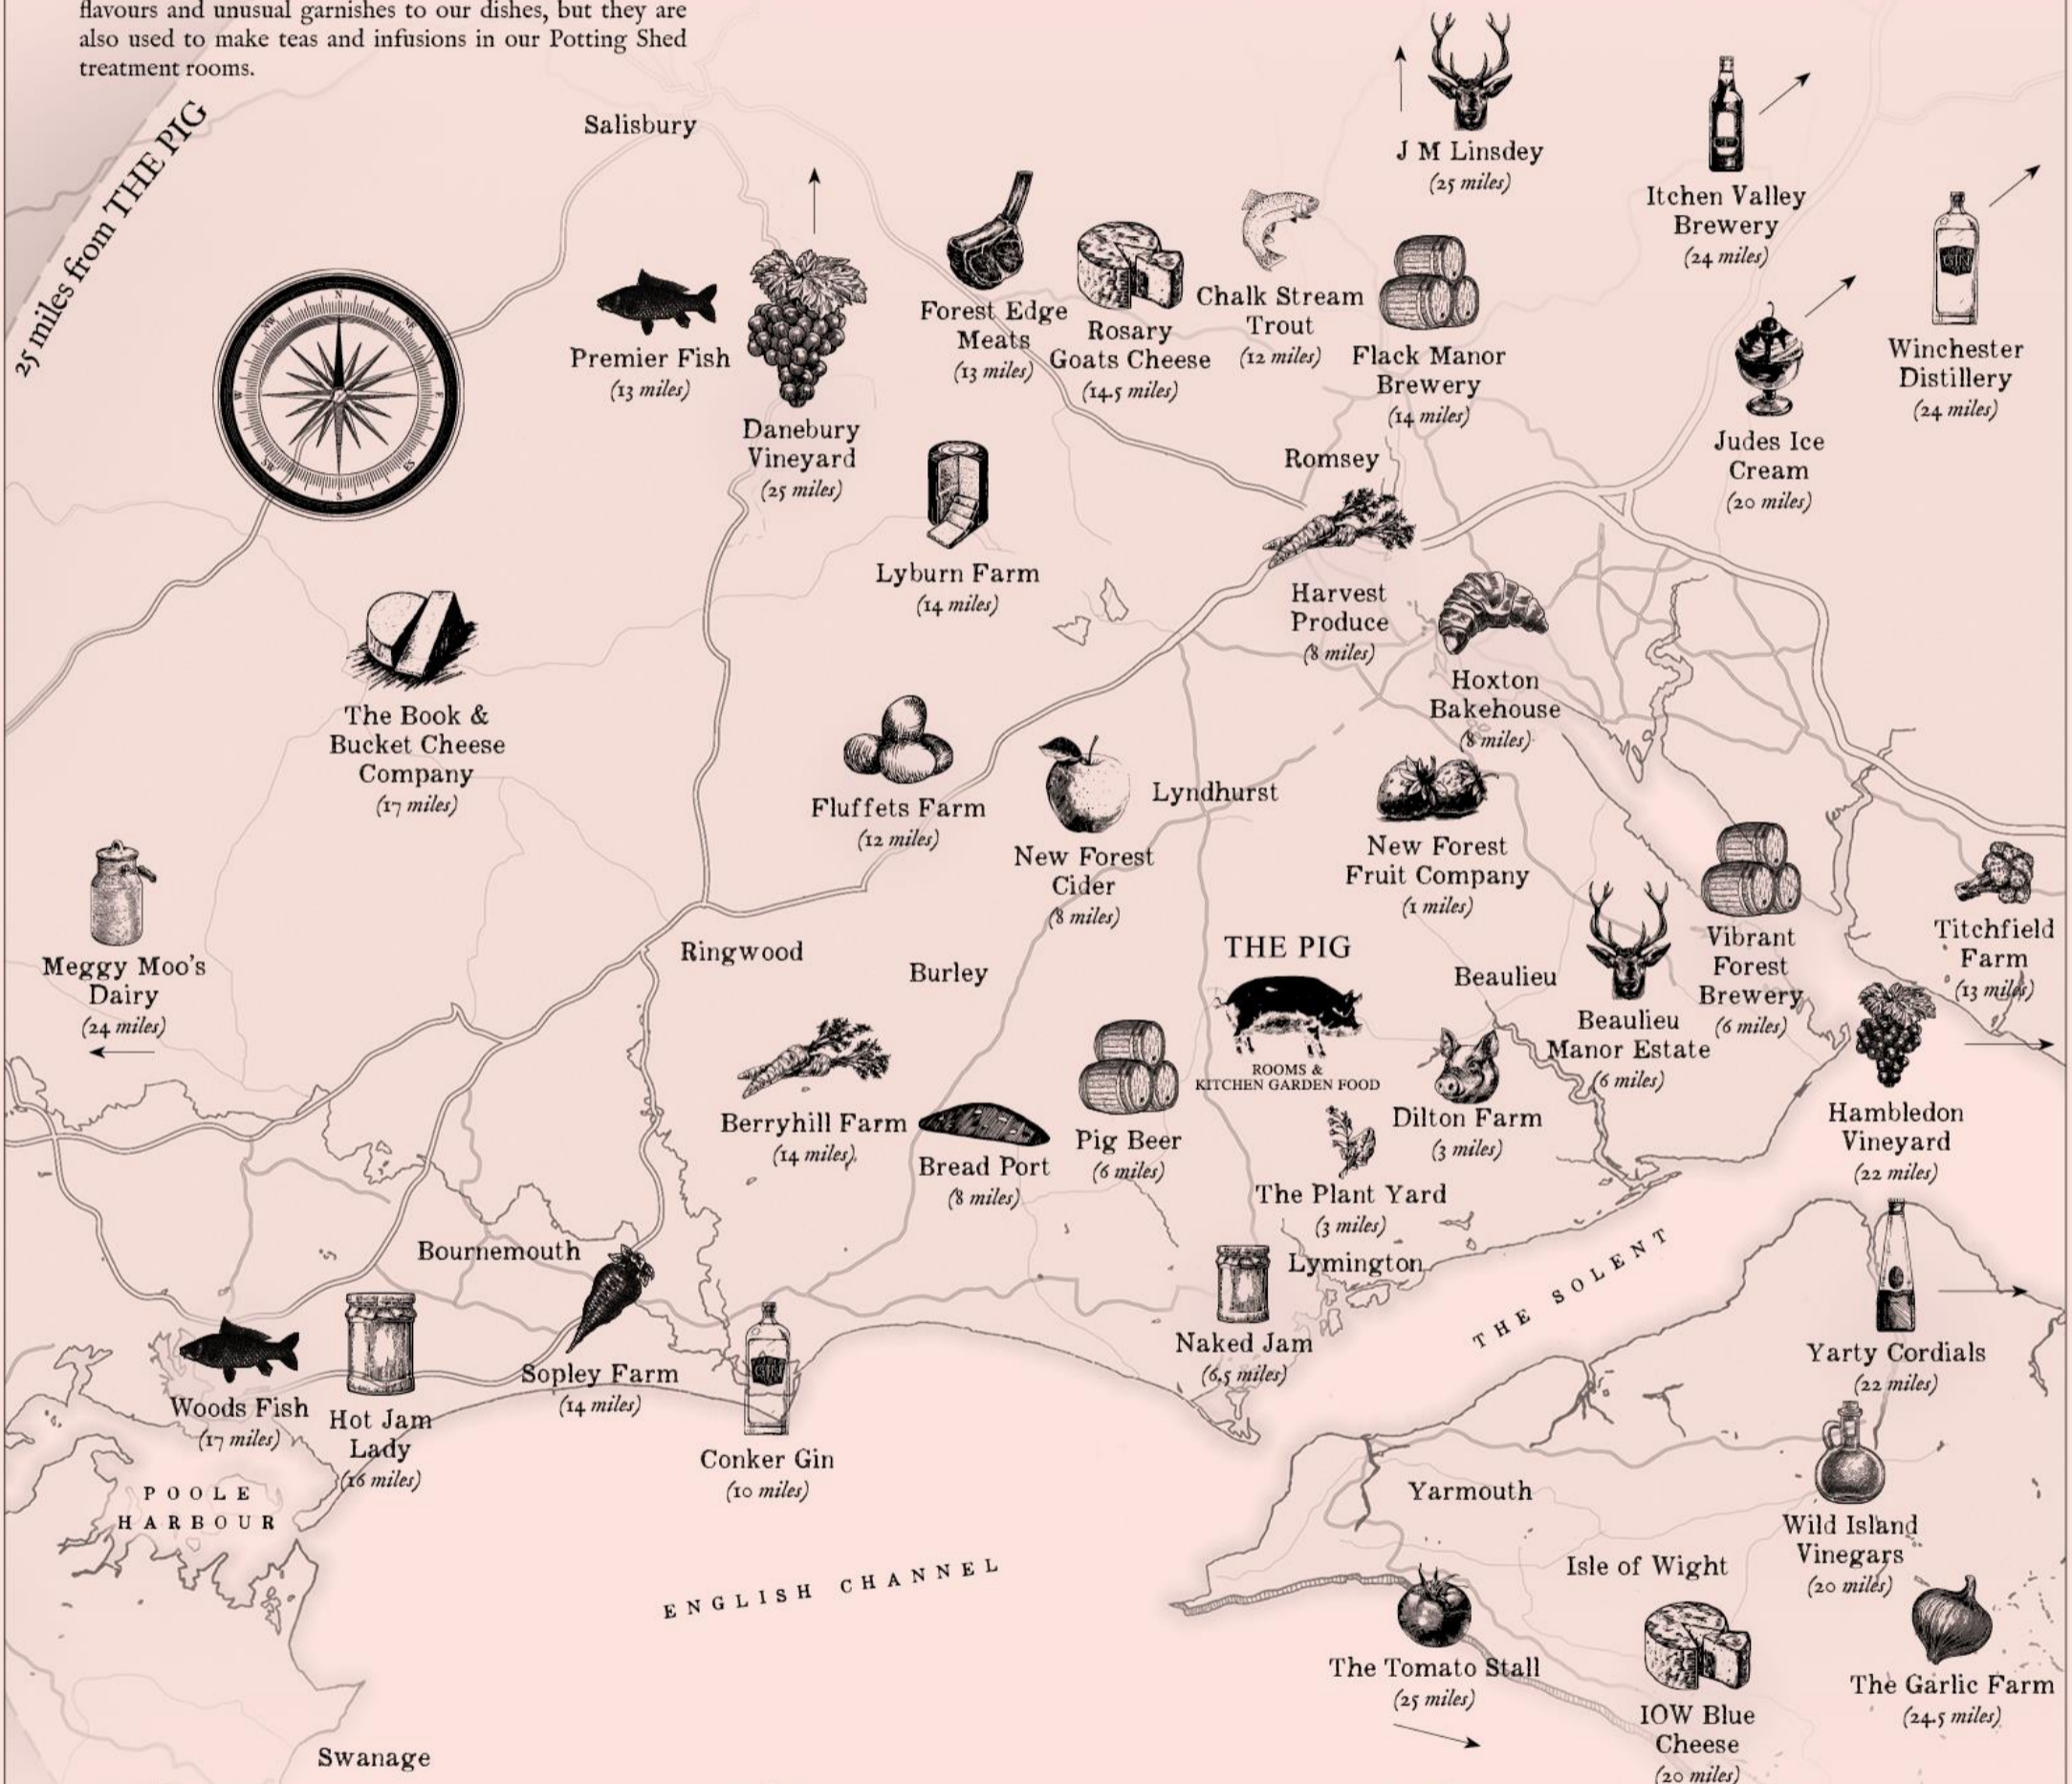 flavours and unusual garnishes to our dishes, but they are
also used to make teas and infusions in our Potting Shed
treatment rooms.
25 miles from THE PIG
Salisbury
J M Linsdey
(25 miles)
Itchen Valley
Brewery
(24 miles)
GIN
Winchester
Distillery
(24 miles)
N
NE
E
ES
S
SW
W
NW
Premier Fish
(13 miles)
Danebury
Vineyard
(25 miles)
Forest Edge
Meats
(13 miles)
Rosary
Goats Cheese
(14.5 miles)
Chalk Stream
Trout
(12 miles)
Flack Manor
Brewery
(14 miles)
Judes Ice
Cream
(20 miles)
Romsey
Lyburn Farm
(14 miles)
Harvest
Produce
(8 miles)
Hoxton
Bakehouse
(8 miles)
The Book &
Bucket Cheese
Company
(17 miles)
Fluffets Farm
(12 miles)
New Forest
Cider
(8 miles)
Lyndhurst
New Forest
Fruit Company
(1 miles)
Meggy Moo's
Dairy
(24 miles)
Ringwood
Burley
THE PIG
ROOMS &
KITCHEN GARDEN FOOD
Beaulieu
Beaulieu
Manor Estate
(6 miles)
Vibrant
Forest
Brewery
(6 miles)
Titchfield
Farm
(13 miles)
Hambledon
Vineyard
(22 miles)
Berryhill Farm
(14 miles)
Bread Port
(8 miles)
Pig Beer
(6 miles)
Dilton Farm
(3 miles)
The Plant Yard
(3 miles)
Lymington
Bournemouth
THE SOLENT
Naked Jam
(6.5 miles)
Yarty Cordials
(22 miles)
Woods Fish
(17 miles)
Hot Jam
Lady
(16 miles)
Sopley Farm
(14 miles)
GIN
Conker Gin
(10 miles)
POOLE
HARBOUR
ENGLISH CHANNEL
Yarmouth
Isle of Wight
Wild Island
Vinegars
(20 miles)
The Tomato Stall
(25 miles)
IOW Blue
Cheese
(20 miles)
The Garlic Farm
(24.5 miles)
Swanage